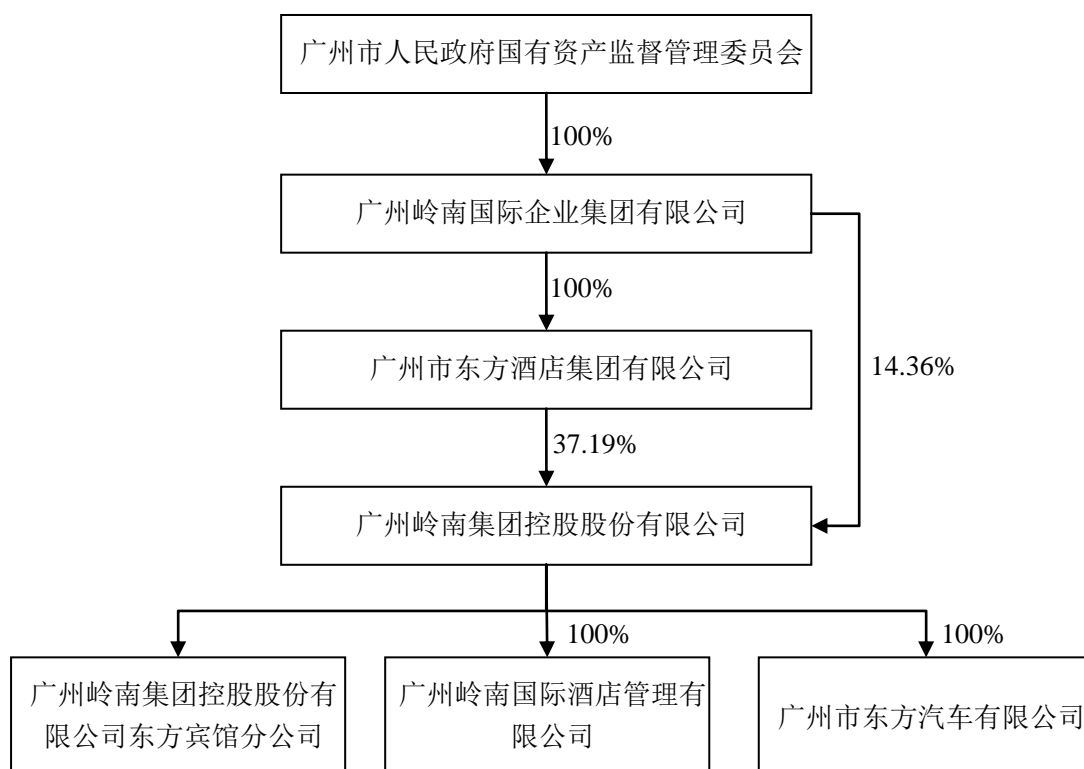 广州市人民政府国有资产监督管理委员会
100%
广州岭南国际企业集团有限公司
100%
广州市东方酒店集团有限公司
14.36%
37.19%
广州岭南集团控股股份有限公司
100%
100%
广州岭南集团控股股份有
限公司东方宾馆分公司
广州岭南国际酒店管理有
限公司
广州市东方汽车有限公司